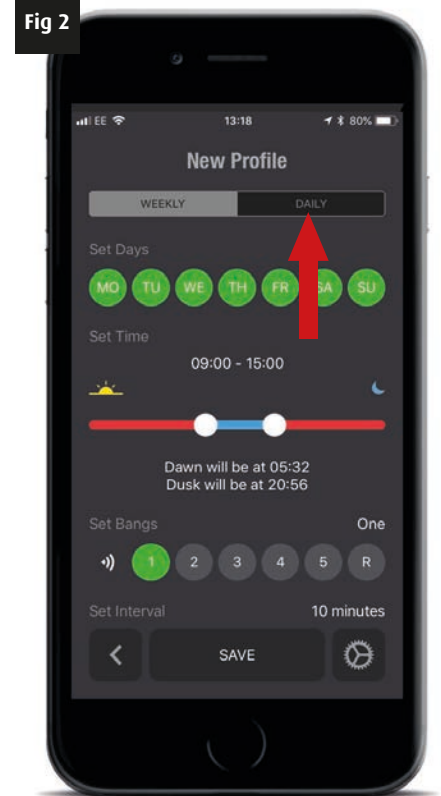 Fig 2
EE 13:18 80%
New Profile
WEEKLY DAILY
Set Days
MO TU WE TH FR SA SU
Set Time
09:00 - 15:00
Dawn will be at 05:32
Dusk will be at 20:56
Set Bangs One
1 2 3 4 5 R
Set Interval 10 minutes
SAVE